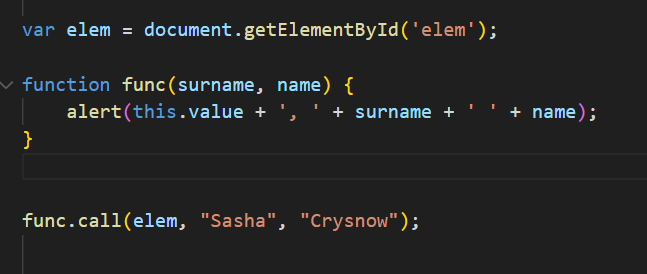 var elem = document.getElementById('elem');
function func(surname, name) {
alert(this.value + ', ' + surname + ' ' + name);
}
func.call(elem, "Sasha", "Crysnow");